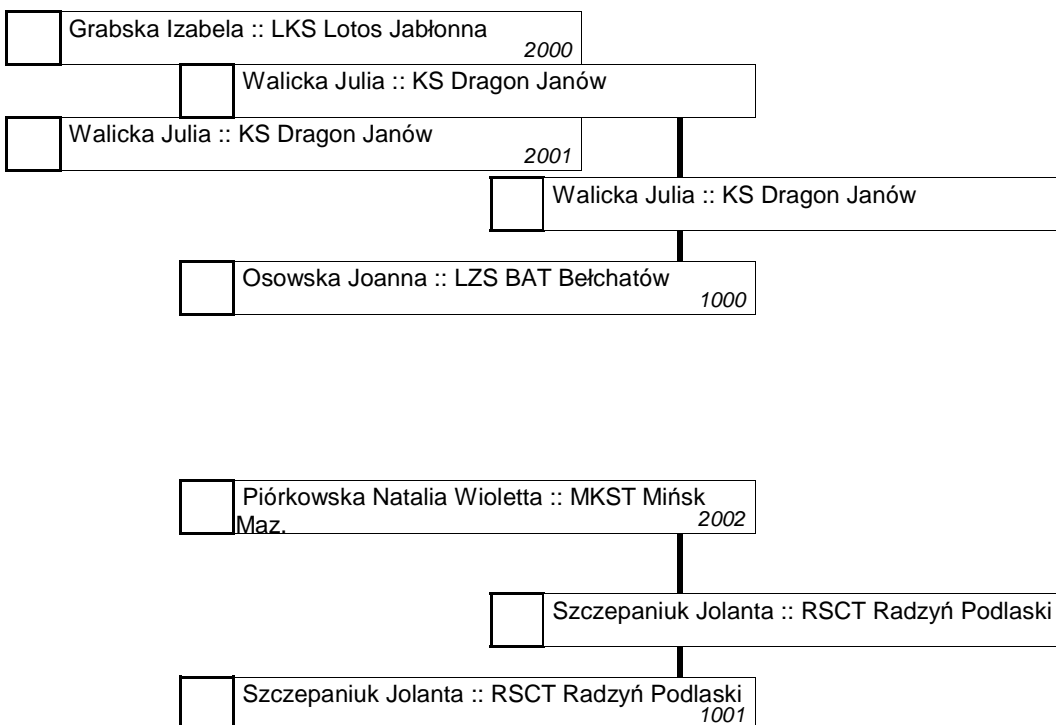 Grabska Izabela :: LKS Lotos Jabłonna
2000
Walicka Julia :: KS Dragon Janów
Walicka Julia :: KS Dragon Janów
2001
Walicka Julia :: KS Dragon Janów
Osowska Joanna :: LZS BAT Bełchatów
1000
Piórkowska Natalia Wioletta :: MKST Mińsk
Maz.
2002
Szczepaniuk Jolanta :: RSCT Radzyń Podlaski
Szczepaniuk Jolanta :: RSCT Radzyń Podlaski
1001